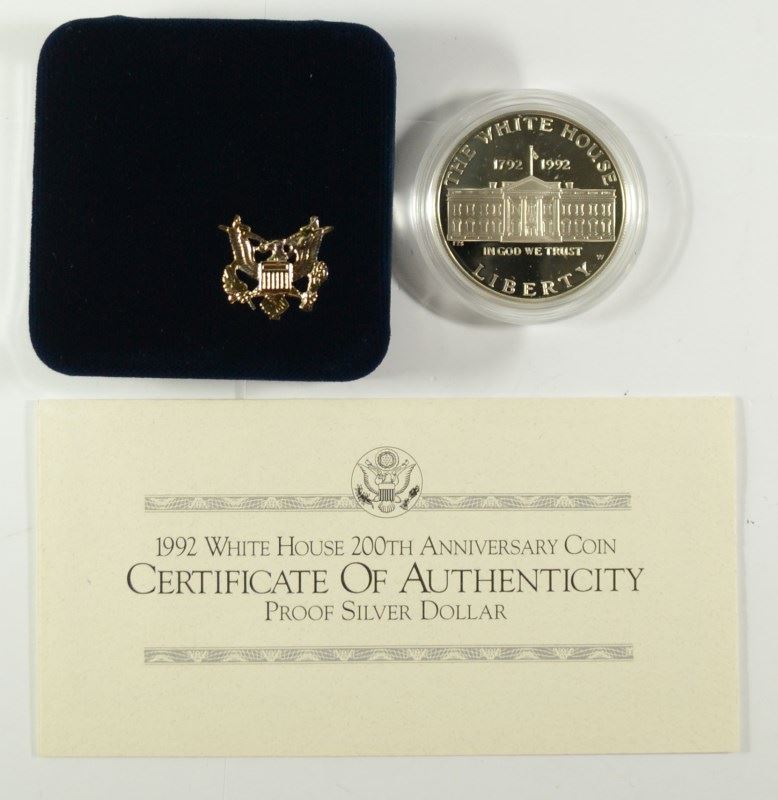 THE WHITE HOUSE
1792 1992
IN GOD WE TRUST
W
LIBERTY
1992 WHITE HOUSE 200TH ANNIVERSARY COIN
CERTIFICATE OF AUTHENTICITY
PROOF SILVER DOLLAR